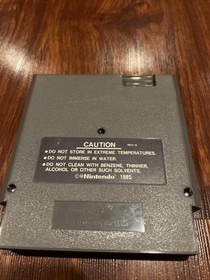 CAUTION
●DO NOT STORE IN EXTREME TEMPERATURES.
●DO NOT IMMERSE IN WATER.
●DO NOT CLEAN WITH BENZENE, THINNER,
ALCOHOL OR OTHER SUCH SOLVENTS.
©Nintendo 1985